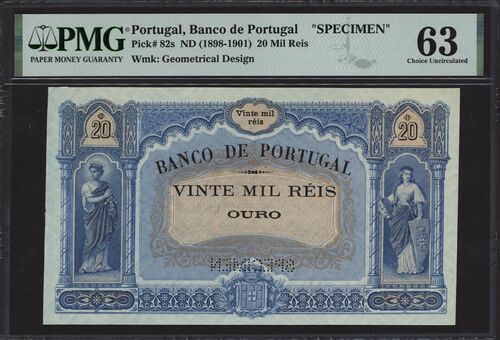 PMG
PAPER MONEY GUARANTY
Portugal, Banco de Portugal "SPECIMEN"
Pick# 82s ND (1898-1901) 20 Mil Reis
Wmk: Geometrical Design
63
Choice Uncirculated
Vinte mil
réis
20
20
BANCO DE PORTUGAL
VINTE MIL RÉIS
OURO
SPECIMEN